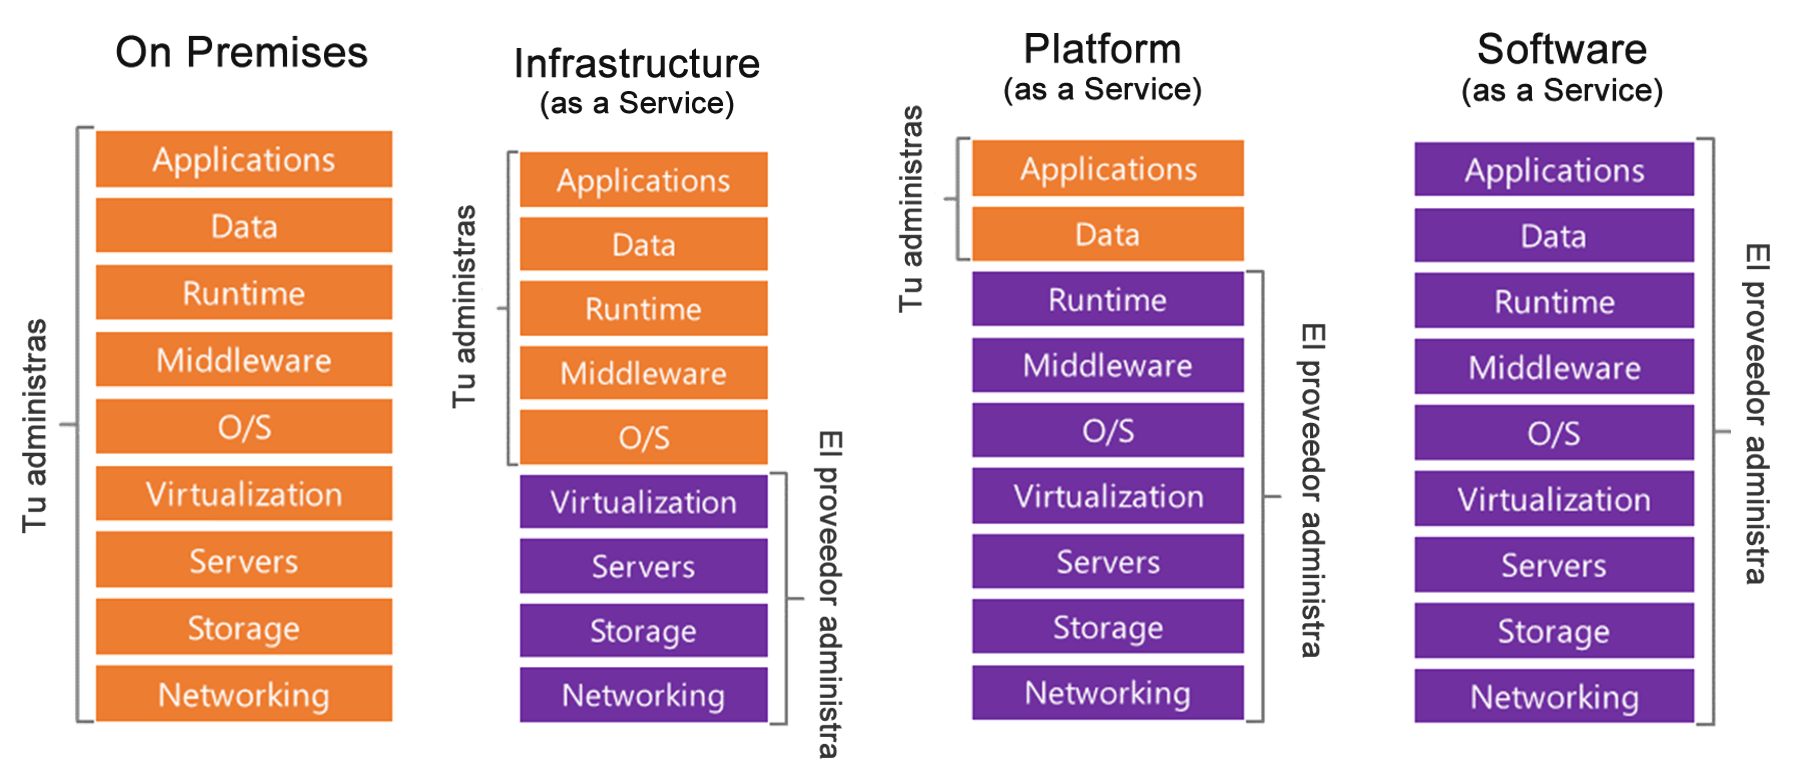 On Premises
Tu administras
Applications
Data
Runtime
Middleware
O/S
Virtualization
Servers
Storage
Networking
Infrastructure
(as a Service)
Tu administras
Applications
Data
Runtime
Middleware
O/S
Virtualization
Servers
Storage
Networking
El proveedor administra
Platform
(as a Service)
Tu administras
Applications
Data
Runtime
Middleware
O/S
Virtualization
Servers
Storage
Networking
El proveedor administra
Software
(as a Service)
Applications
Data
Runtime
Middleware
O/S
Virtualization
Servers
Storage
Networking
El proveedor administra